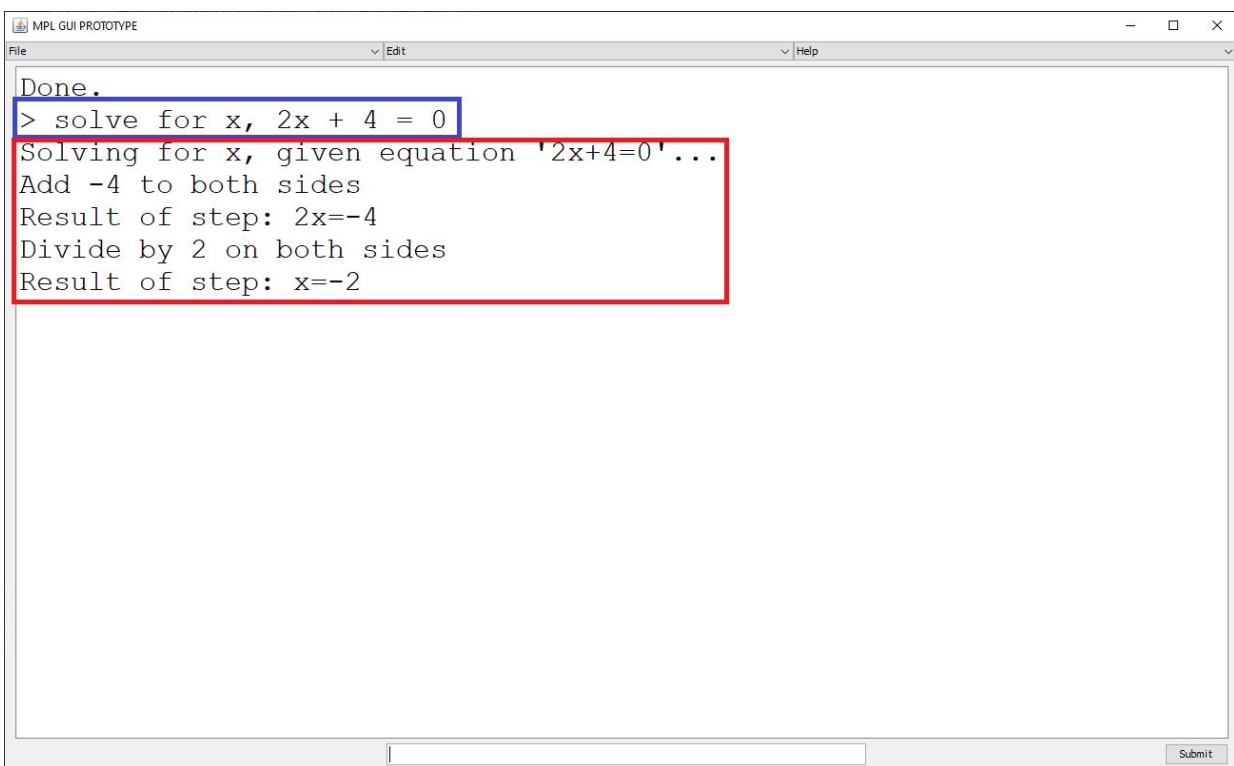 MPL GUI PROTOTYPE
File Edit Help
Done.
> solve for x, 2x + 4 = 0
Solving for x, given equation '2x+4=0'...
Add -4 to both sides
Result of step: 2x=-4
Divide by 2 on both sides
Result of step: x=-2
Submit